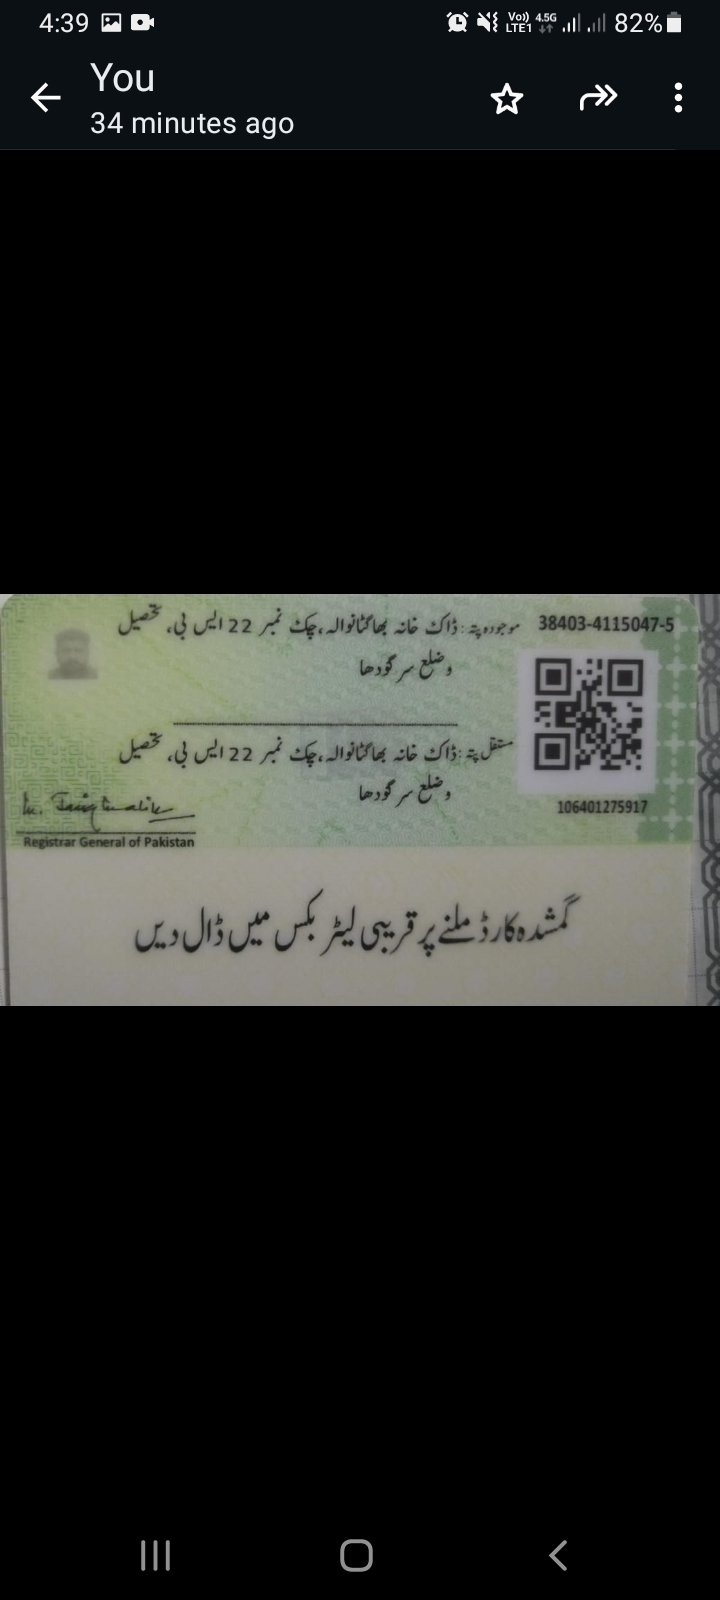 4:39
Vo))
LTE1
4.5G
82%
You
34 minutes ago
38403-4115047-5
موجودہ پتہ: ڈاک خانہ بھاگٹانوالہ، چک نمبر 22 ایس بی، تحصیل
وضلع سرگودھا
مستقل پتہ: ڈاک خانہ بھاگٹانوالہ، چک نمبر 22 ایس بی، تحصیل
وضلع سرگودھا
106401275917
Registrar General of Pakistan
گمشدہ کارڈ ملنے پر قریبی لیٹر بکس میں ڈال دیں